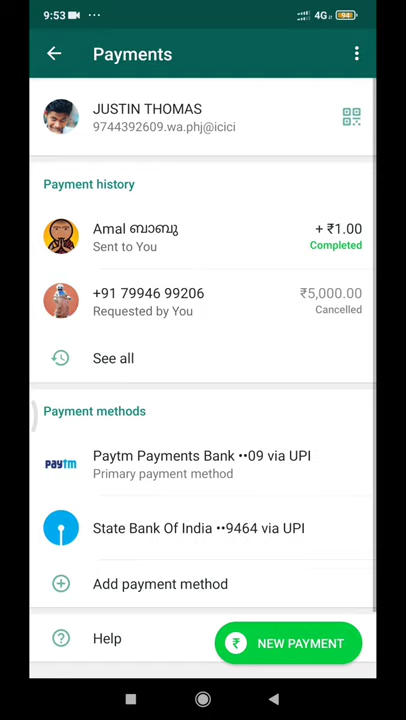 9:53 ··· 4G 94
Payments
JUSTIN THOMAS
9744392609.wa.phj@icici
Payment history
Amal ബാബു + ₹1.00
Sent to You Completed
+91 79946 99206 ₹5,000.00
Requested by You Cancelled
See all
Payment methods
paytm Paytm Payments Bank ••09 via UPI
Primary payment method
State Bank Of India ••9464 via UPI
Add payment method
Help ₹ NEW PAYMENT